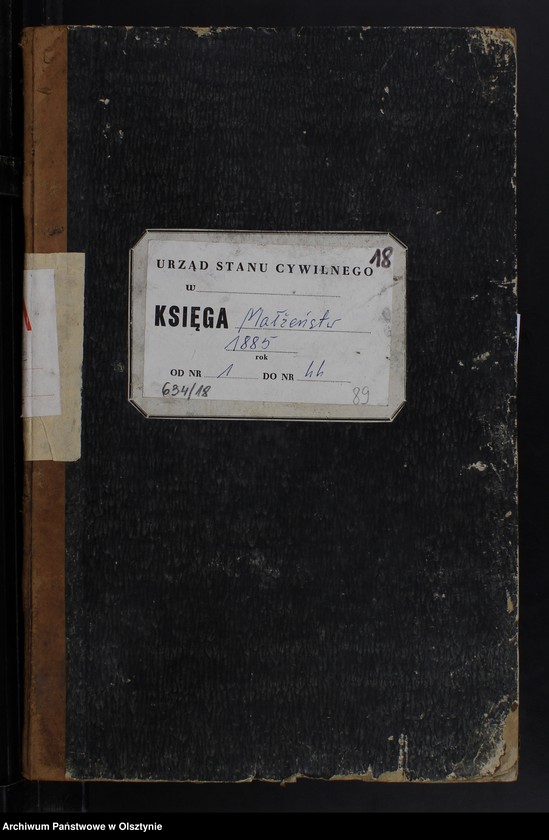 18
URZĄD STANU CYWILNEGO
w
KSIĘGA Małżeństw
1885
rok
OD NR 1 DO NR 44
634/18
89
Archiwum Państwowe w Olsztynie